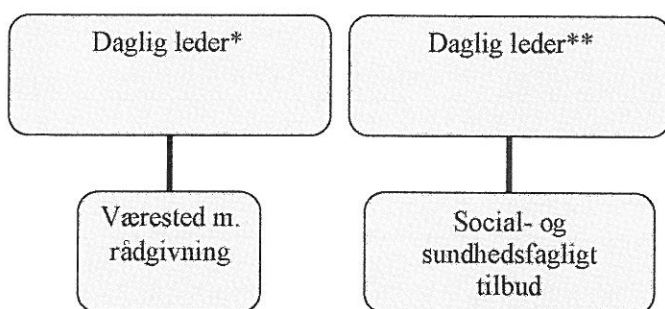 Daglig leder*
Daglig leder**
Værested m.
rådgivning
Social- og
sundhedsfagligt
tilbud